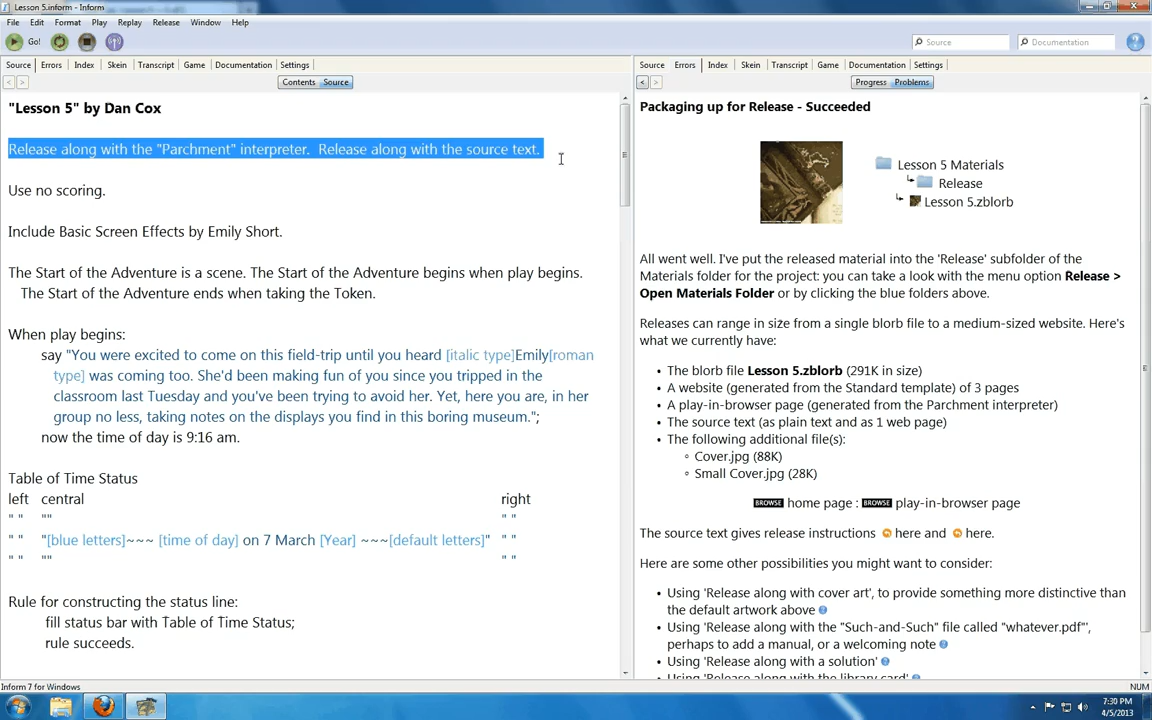 Lesson 5.inform - Inform
File Edit Format Play Replay Release Window Help
Go!
Source
Documentation
Source Errors Index Skein Transcript Game Documentation Settings
Contents Source
"Lesson 5" by Dan Cox
Release along with the "Parchment" interpreter.  Release along with the source text.
Use no scoring.
Include Basic Screen Effects by Emily Short.
The Start of the Adventure is a scene. The Start of the Adventure begins when play begins.
The Start of the Adventure ends when taking the Token.
When play begins:
say "You were excited to come on this field-trip until you heard [italic type]Emily[roman
type] was coming too. She'd been making fun of you since you tripped in the
classroom last Tuesday and you've been trying to avoid her. Yet, here you are, in her
group no less, taking notes on the displays you find in this boring museum.";
now the time of day is 9:16 am.
Table of Time Status
left central right
" " "" " "
" " "[blue letters]~~~ [time of day] on 7 March [Year] ~~~[default letters]" " "
" " "" " "
Rule for constructing the status line:
fill status bar with Table of Time Status;
rule succeeds.
Source Errors Index Skein Transcript Game Documentation Settings
Progress Problems
Packaging up for Release - Succeeded
Lesson 5 Materials
Release
Lesson 5.zblorb
All went well. I've put the released material into the 'Release' subfolder of the
Materials folder for the project: you can take a look with the menu option Release >
Open Materials Folder or by clicking the blue folders above.
Releases can range in size from a single blorb file to a medium-sized website. Here's
what we currently have:
• The blorb file Lesson 5.zblorb (291K in size)
• A website (generated from the Standard template) of 3 pages
• A play-in-browser page (generated from the Parchment interpreter)
• The source text (as plain text and as 1 web page)
• The following additional file(s):
Cover.jpg (88K)
Small Cover.jpg (28K)
BROWSE home page : BROWSE play-in-browser page
The source text gives release instructions here and here.
Here are some other possibilities you might want to consider:
• Using 'Release along with cover art', to provide something more distinctive than
the default artwork above
• Using 'Release along with the "Such-and-Such" file called "whatever.pdf"',
perhaps to add a manual, or a welcoming note
• Using 'Release along with a solution'
• Using 'Release along with the library card'
Inform 7 for Windows
NUM
7:30 PM
4/5/2013